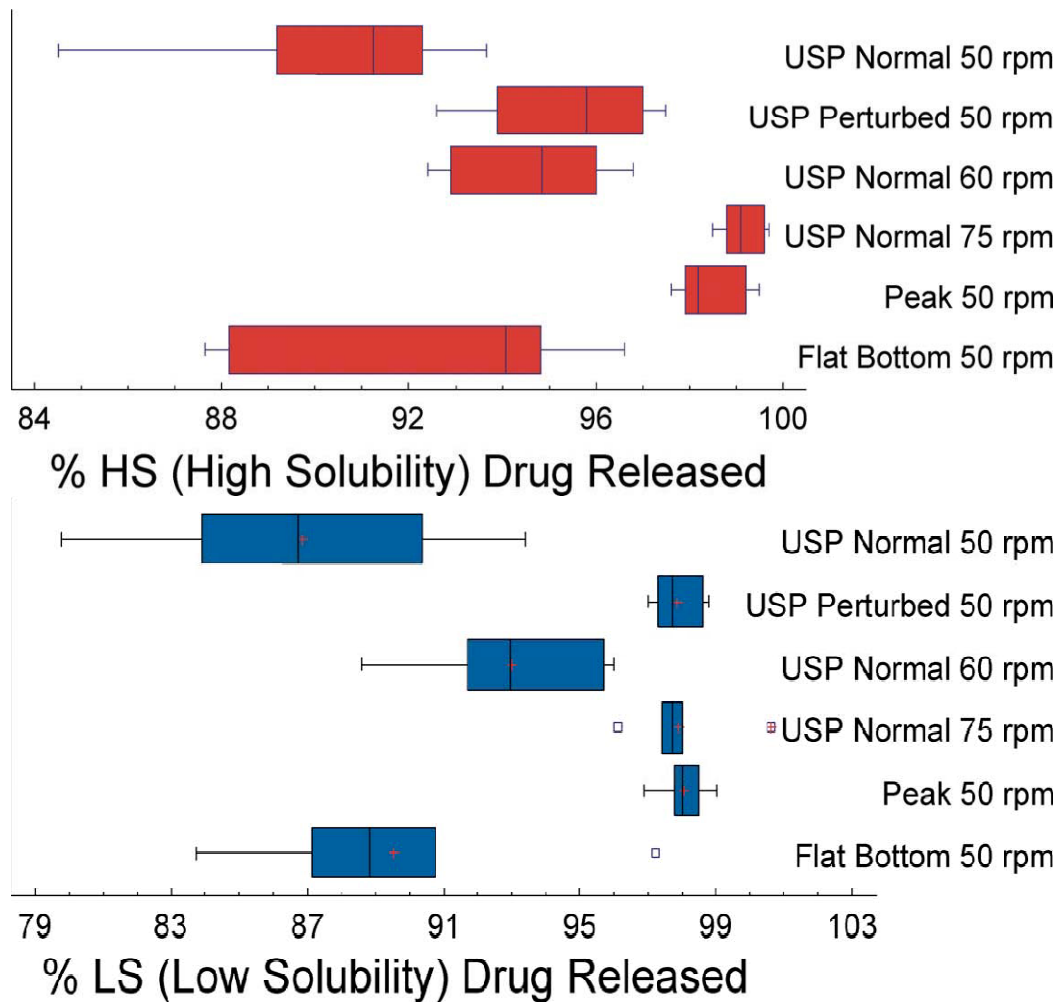 USP Normal 50 rpm
USP Perturbed 50 rpm
USP Normal 60 rpm
USP Normal 75 rpm
Peak 50 rpm
Flat Bottom 50 rpm
84 88 92 96 100
% HS (High Solubility) Drug Released
USP Normal 50 rpm
USP Perturbed 50 rpm
USP Normal 60 rpm
USP Normal 75 rpm
Peak 50 rpm
Flat Bottom 50 rpm
79 83 87 91 95 99 103
% LS (Low Solubility) Drug Released